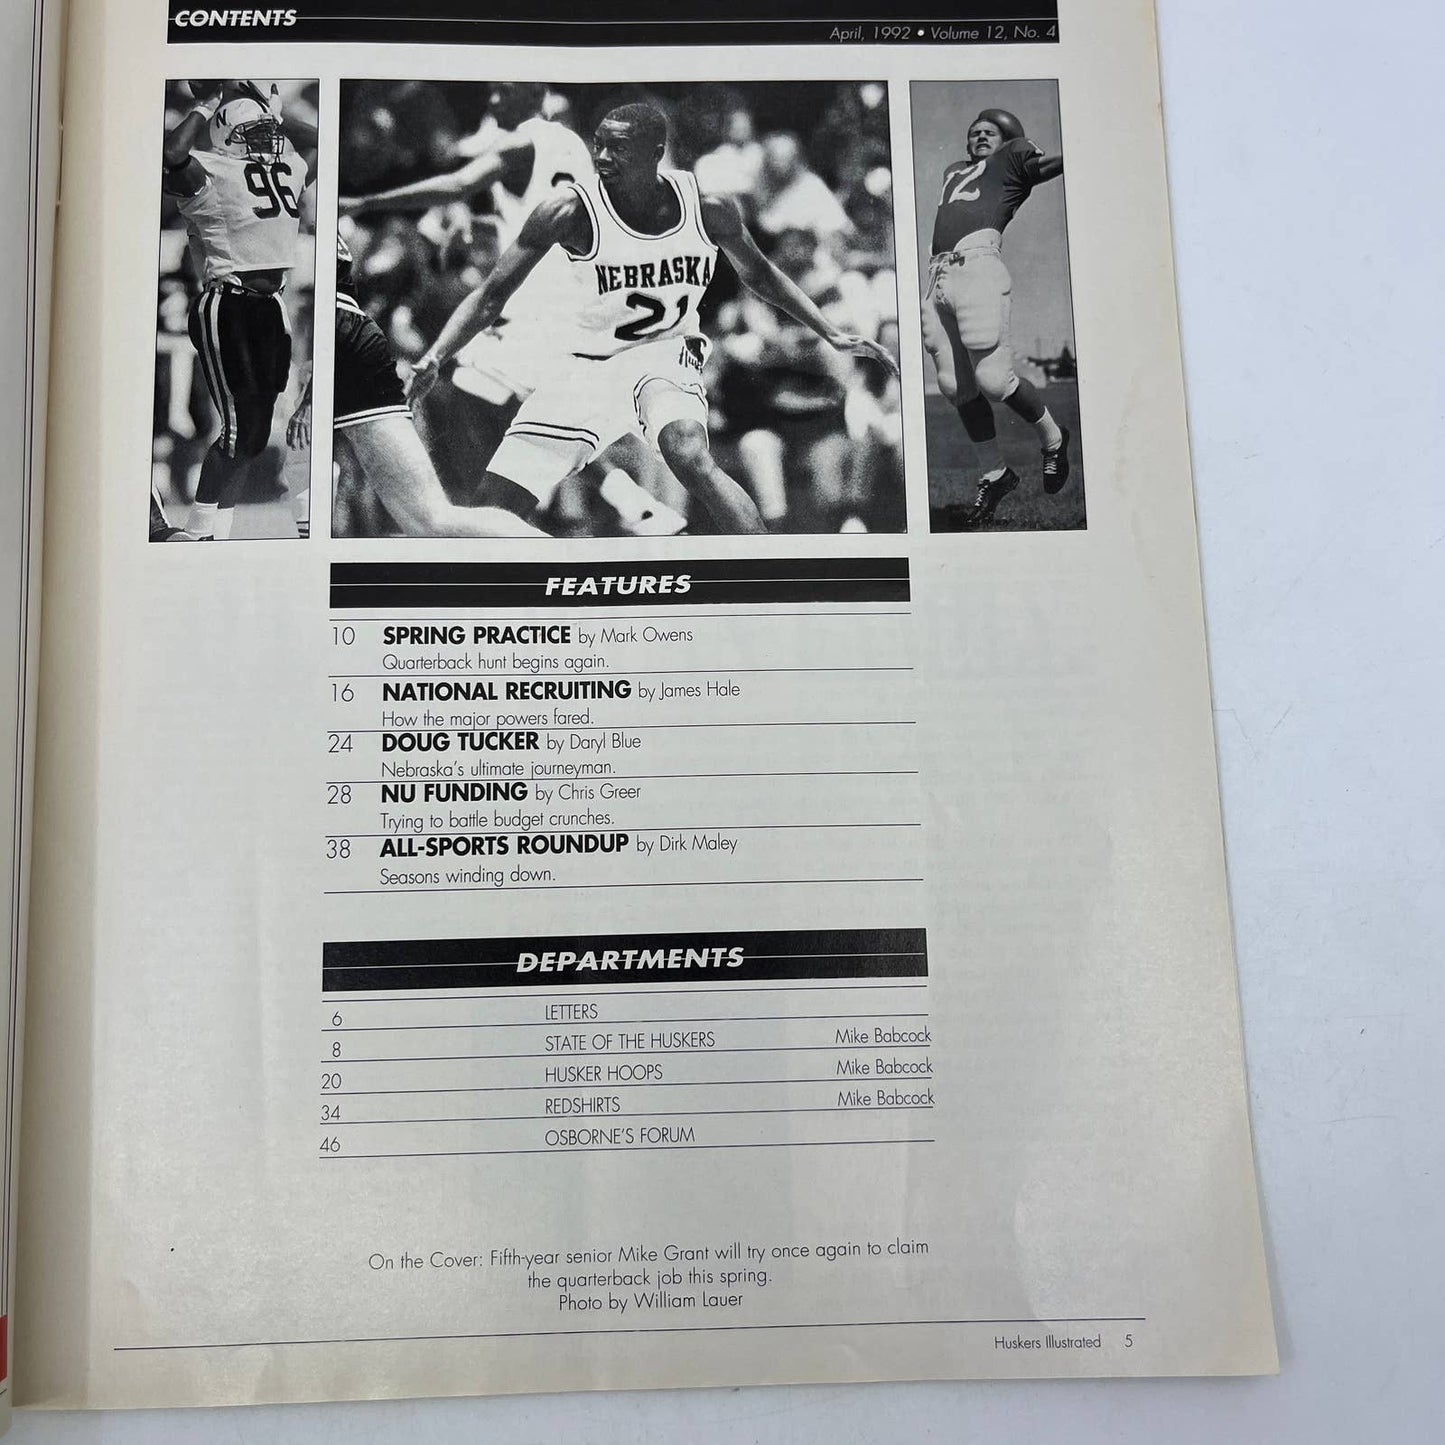 CONTENTS
April, 1992 • Volume 12, No. 4
N
96
NEBRASKA
21
12
FEATURES
10 SPRING PRACTICE by Mark Owens
Quarterback hunt begins again.
16 NATIONAL RECRUITING by James Hale
How the major powers fared.
24 DOUG TUCKER by Daryl Blue
Nebraska's ultimate journeyman.
28 NU FUNDING by Chris Greer
Trying to battle budget crunches.
38 ALL-SPORTS ROUNDUP by Dirk Maley
Seasons winding down.
DEPARTMENTS
6 LETTERS
8 STATE OF THE HUSKERS Mike Babcock
20 HUSKER HOOPS Mike Babcock
34 REDSHIRTS Mike Babcock
46 OSBORNE'S FORUM
On the Cover: Fifth-year senior Mike Grant will try once again to claim
the quarterback job this spring.
Photo by William Lauer
Huskers Illustrated 5